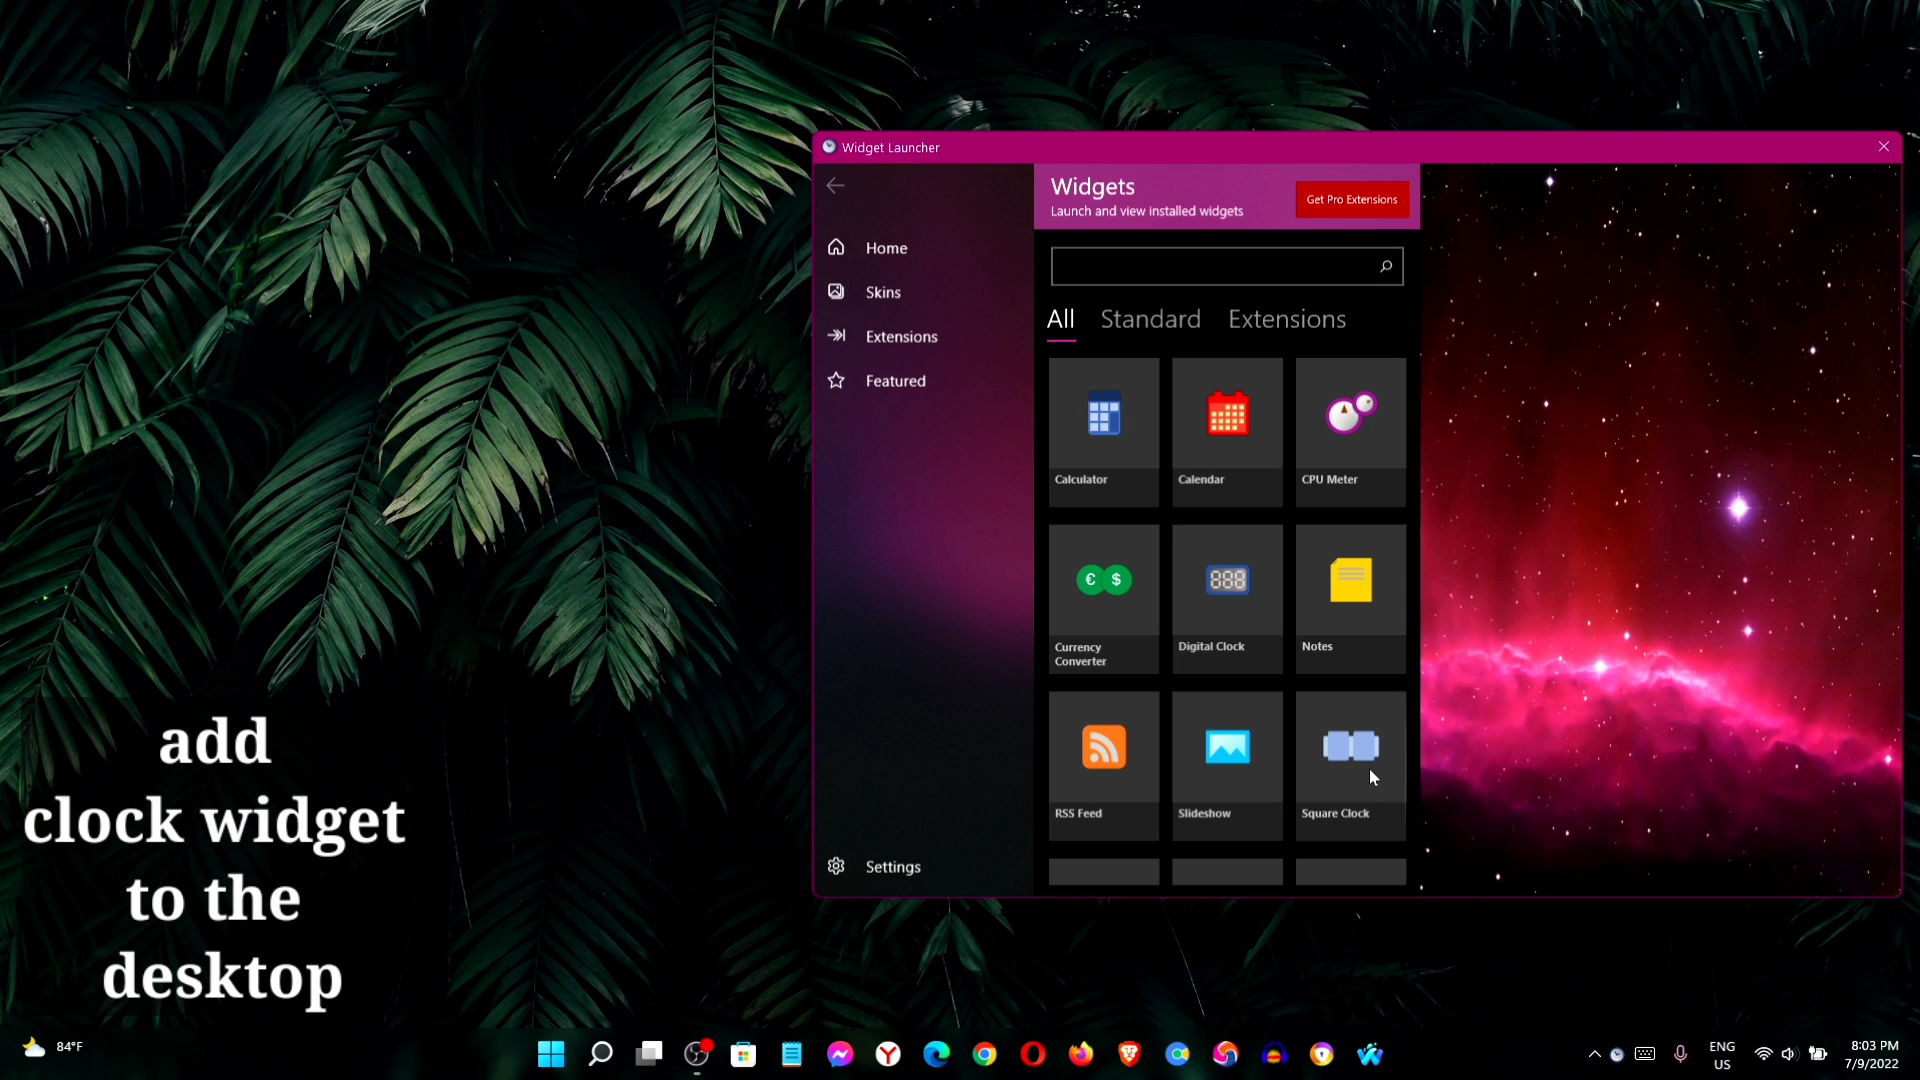 Widget Launcher
Widgets
Launch and view installed widgets
Get Pro Extensions
Home
Skins
Extensions
Featured
All Standard Extensions
Calculator
Calendar
CPU Meter
€ $
888
Currency
Converter
Digital Clock
Notes
RSS Feed
Slideshow
Square Clock
Settings
add
clock widget
to the
desktop
84°F
ENG
US
8:03 PM
7/9/2022